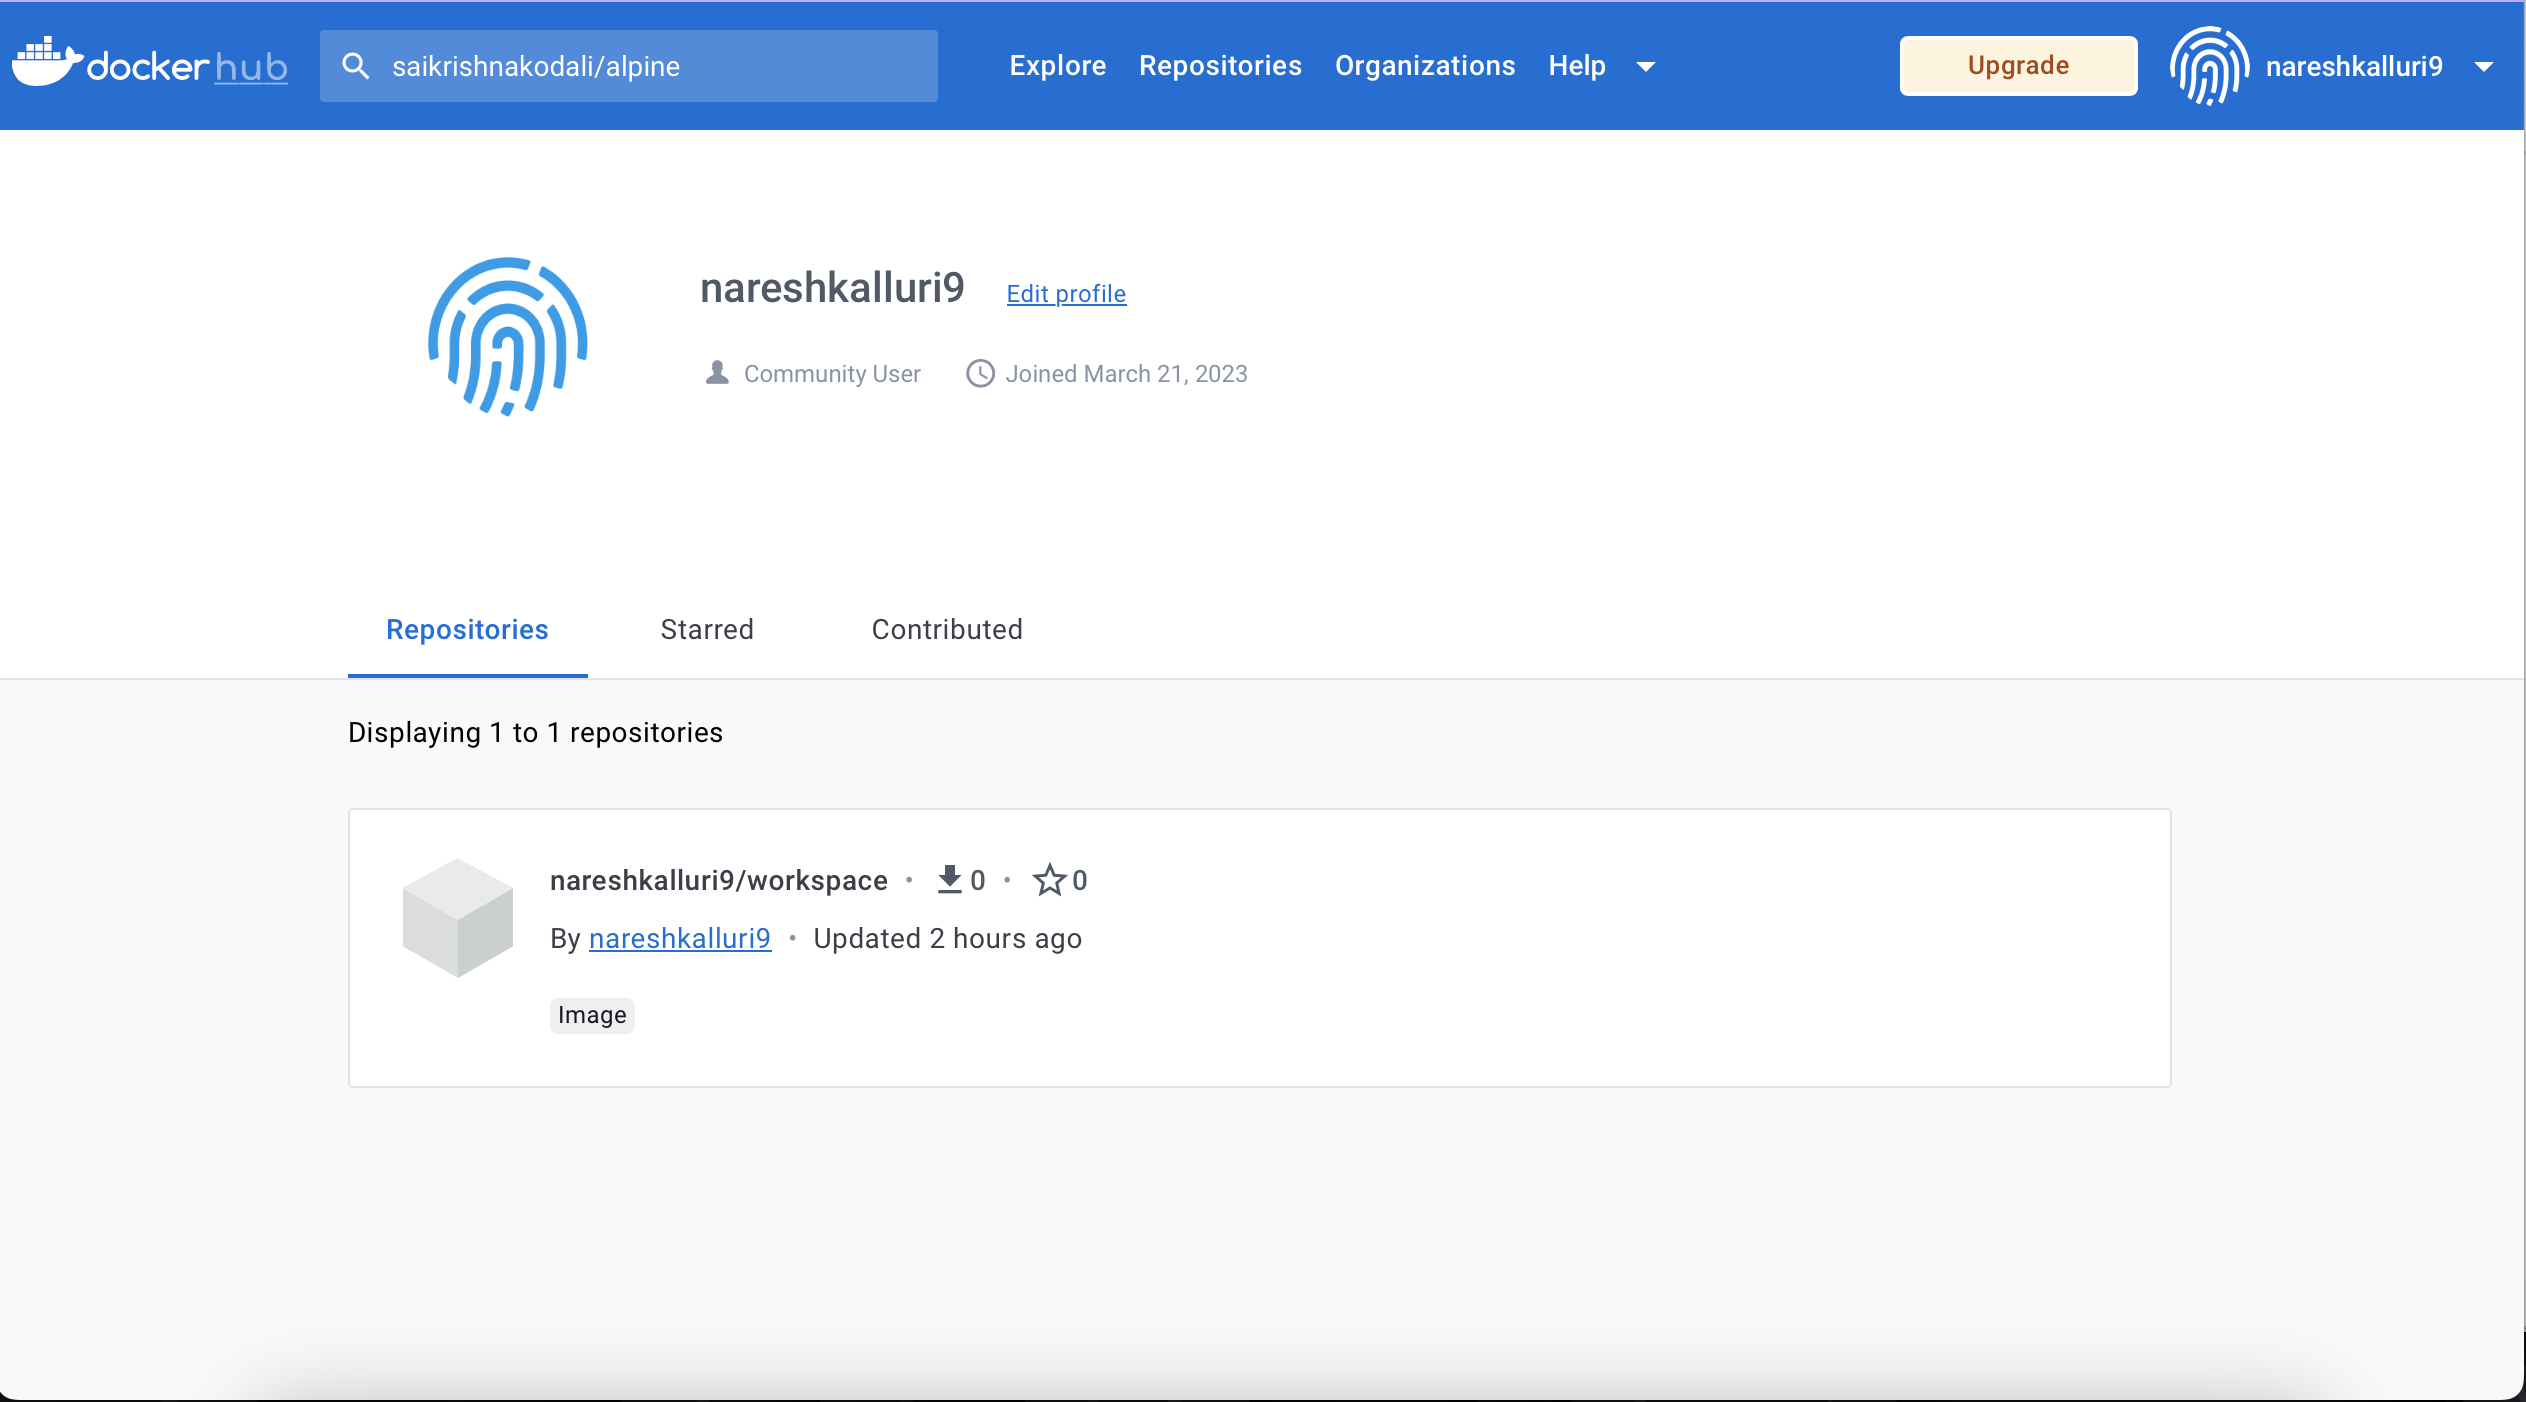 docker hub
saikrishnakodali/alpine
Explore Repositories Organizations Help
Upgrade
nareshkalluri9
nareshkalluri9 Edit profile
Community User Joined March 21, 2023
Repositories Starred Contributed
Displaying 1 to 1 repositories
nareshkalluri9/workspace • 0 • 0
By nareshkalluri9 • Updated 2 hours ago
Image